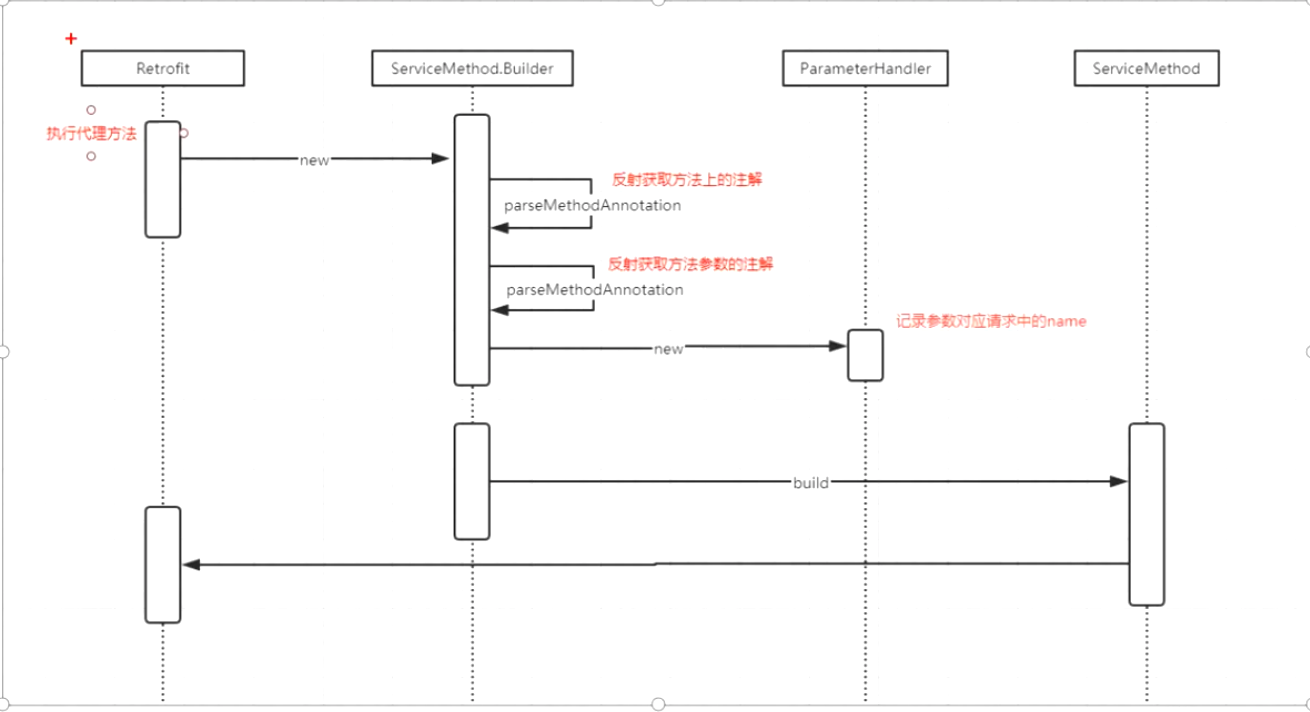 Retrofit
ServiceMethod.Builder
ParameterHandler
ServiceMethod
执行代理方法
new
反射获取方法上的注解
parseMethodAnnotation
反射获取方法参数的注解
parseMethodAnnotation
记录参数对应请求中的name
new
build